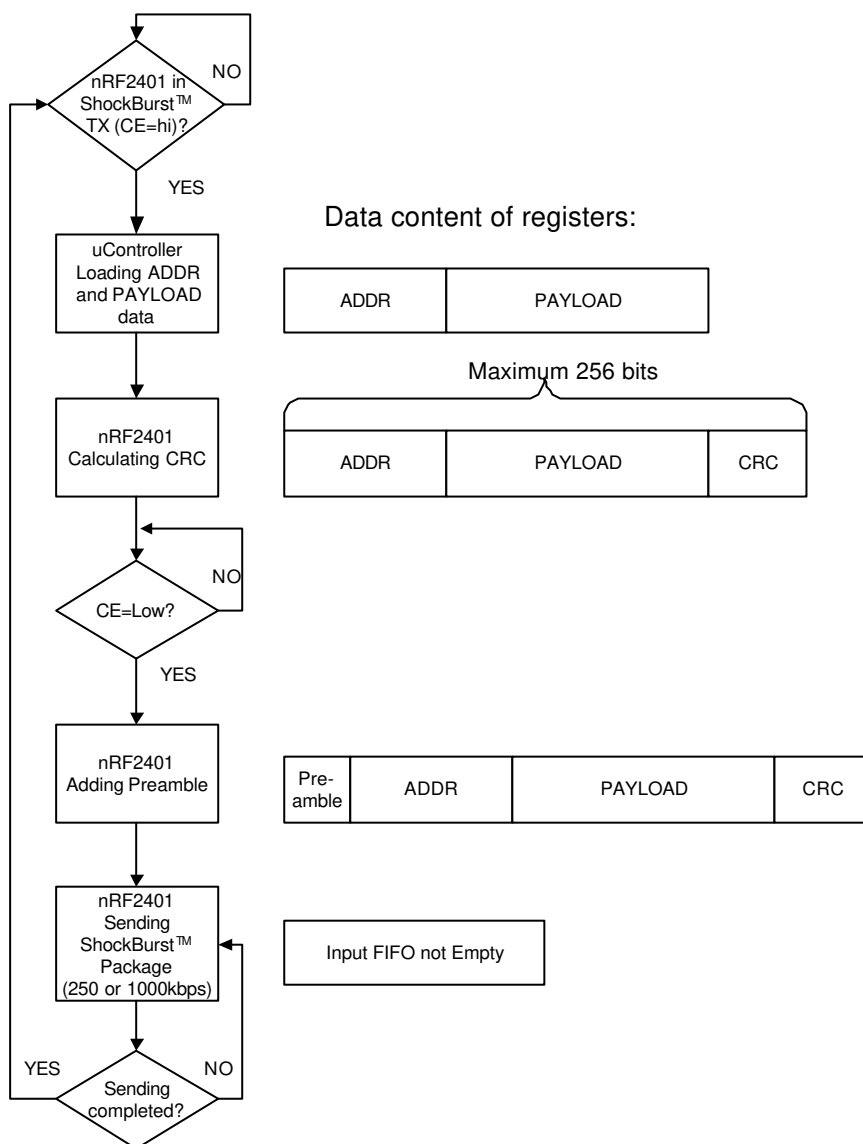 nRF2401 in
ShockBurst™
TX (CE=hi)?
NO
YES
Data content of registers:
uController
Loading ADDR
and PAYLOAD
data
ADDR
PAYLOAD
Maximum 256 bits
nRF2401
Calculating CRC
ADDR
PAYLOAD
CRC
NO
CE=Low?
YES
nRF2401
Adding Preamble
Pre-
amble
ADDR
PAYLOAD
CRC
nRF2401
Sending
ShockBurst™
Package
(250 or 1000kbps)
Input FIFO not Empty
YES
NO
Sending
completed?